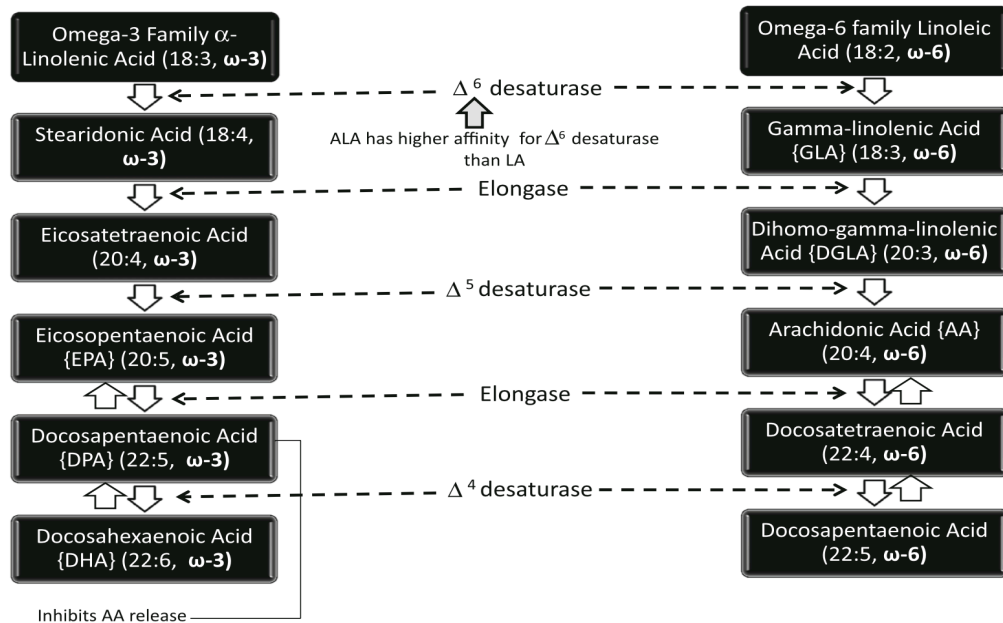 Omega-3 Family α-
Linolenic Acid (18:3, ω-3)
Omega-6 family Linoleic
Acid (18:2, ω-6)
Δ⁶ desaturase
ALA has higher affinity for Δ⁶ desaturase
than LA
Stearidonic Acid (18:4,
ω-3)
Gamma-linolenic Acid
{GLA} (18:3, ω-6)
Elongase
Eicosatetraenoic Acid
(20:4, ω-3)
Dihomo-gamma-linolenic
Acid {DGLA} (20:3, ω-6)
Δ⁵ desaturase
Eicosopentaenoic Acid
{EPA} (20:5, ω-3)
Arachidonic Acid {AA}
(20:4, ω-6)
Elongase
Docosapentaenoic Acid
{DPA} (22:5, ω-3)
Docosatetraenoic Acid
(22:4, ω-6)
Δ⁴ desaturase
Docosahexaenoic Acid
{DHA} (22:6, ω-3)
Docosapentaenoic Acid
(22:5, ω-6)
Inhibits AA release